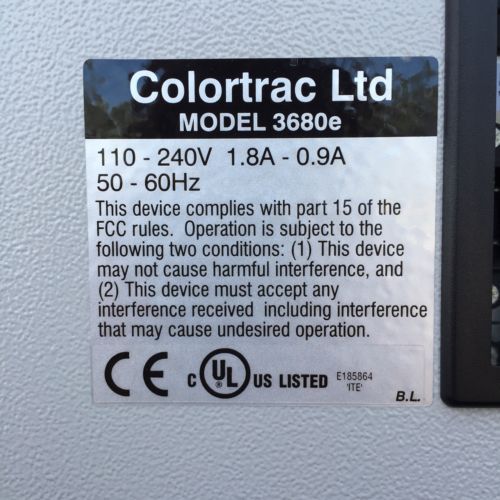 Colortrac Ltd
MODEL 3680e
110 - 240V 1.8A - 0.9A
50 - 60Hz
This device complies with part 15 of the
FCC rules. Operation is subject to the
following two conditions: (1) This device
may not cause harmful interference, and
(2) This device must accept any
interference received including interference
that may cause undesired operation.
CE C UL US LISTED E185864
'ITE'
B.L.